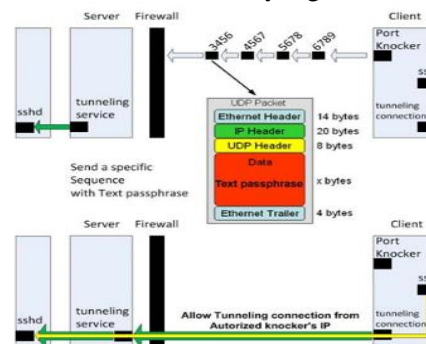 Server Firewall Client
3456 4567 5678 6789
Port
Knocker
ss
sshd
tunneling
service
tunneling
connection
UDP Packet
Ethernet Header 14 bytes
IP Header 20 bytes
UDP Header 8 bytes
Data
Text passphrase x bytes
Ethernet Trailer 4 bytes
Send a specific
Sequence
with Text passphrase
Server Firewall Client
Port
Knocker
ss
sshd
tunneling
service
Allow Tunneling connection from
Autorized knocker's IP
tunneling
connection